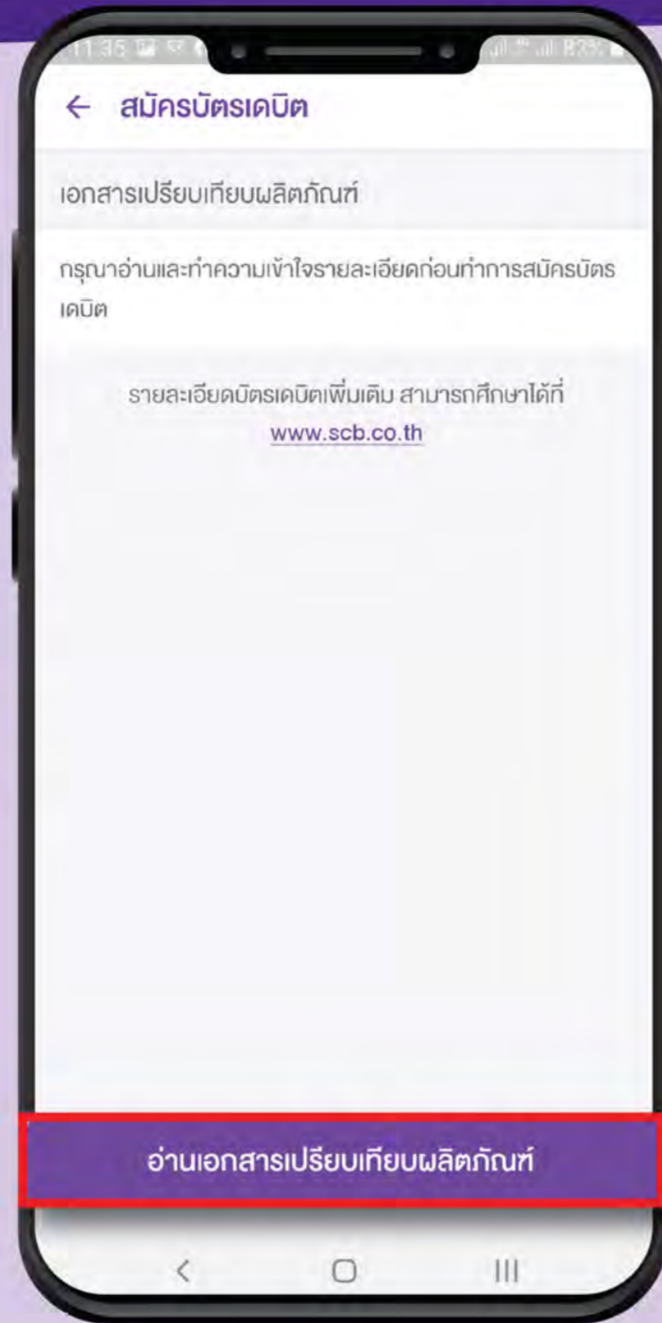 11:35
83%
← สมัครบัตรเดบิต
เอกสารเปรียบเทียบผลิตภัณฑ์
กรุณาอ่านและทำความเข้าใจรายละเอียดก่อนทำการสมัครบัตร
เดบิต
รายละเอียดบัตรเดบิตเพิ่มเติม สามารถศึกษาได้ที่
www.scb.co.th
อ่านเอกสารเปรียบเทียบผลิตภัณฑ์